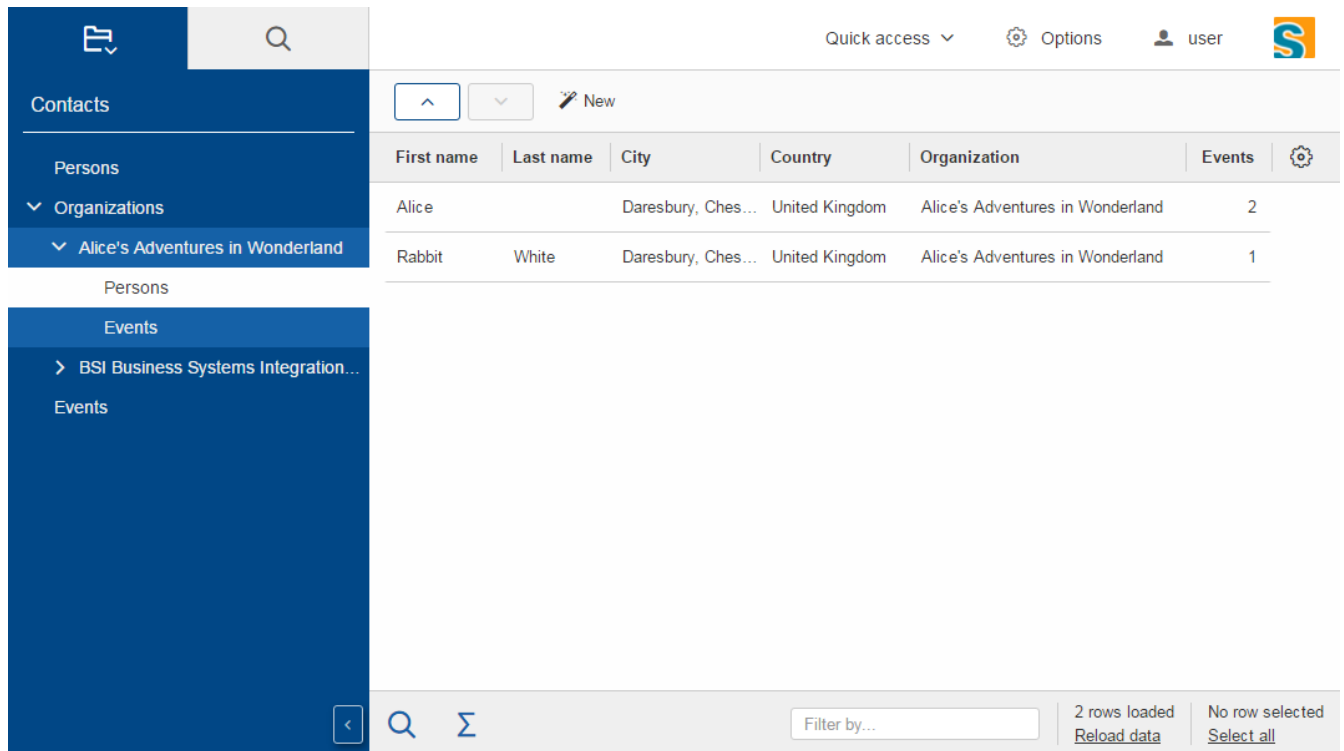 Quick access
Options
user
Contacts
New
Persons
Organizations
Alice's Adventures in Wonderland
Persons
Events
BSI Business Systems Integration...
Events
First name Last name City Country Organization Events
Alice Daresbury, Ches... United Kingdom Alice's Adventures in Wonderland 2
Rabbit White Daresbury, Ches... United Kingdom Alice's Adventures in Wonderland 1
Filter by...
2 rows loaded
Reload data
No row selected
Select all